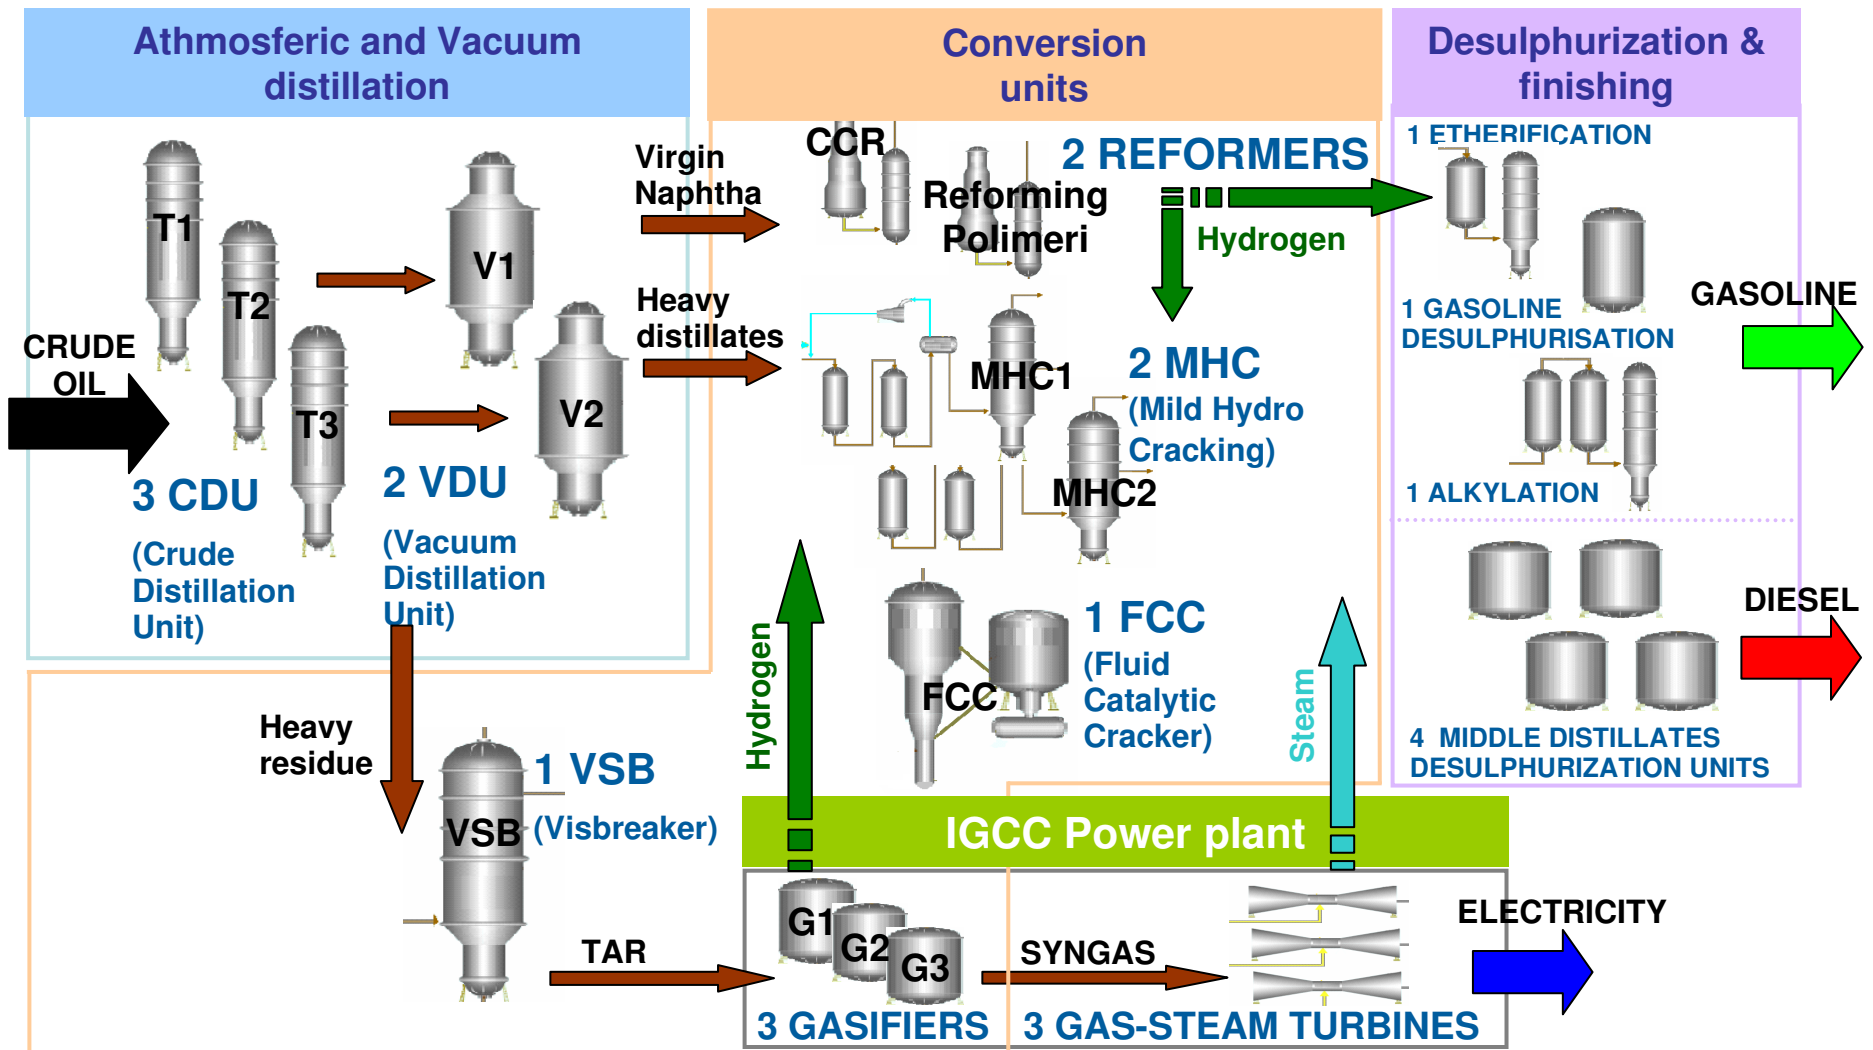 Athmosferic and Vacuum
distillation
Conversion
units
Desulphurization &
finishing
CRUDE
OIL
T1
T2
T3
V1
V2
3 CDU
(Crude
Distillation
Unit)
2 VDU
(Vacuum
Distillation
Unit)
Virgin
Naphtha
Heavy
distillates
CCR
Reforming
Polimeri
2 REFORMERS
Hydrogen
MHC1
MHC2
2 MHC
(Mild Hydro
Cracking)
FCC
1 FCC
(Fluid
Catalytic
Cracker)
Hydrogen
Steam
1 ETHERIFICATION
1 GASOLINE
DESULPHURISATION
1 ALKYLATION
4 MIDDLE DISTILLATES
DESULPHURIZATION UNITS
GASOLINE
DIESEL
Heavy
residue
VSB
1 VSB
(Visbreaker)
TAR
IGCC Power plant
G1
G2
G3
3 GASIFIERS
SYNGAS
3 GAS-STEAM TURBINES
ELECTRICITY